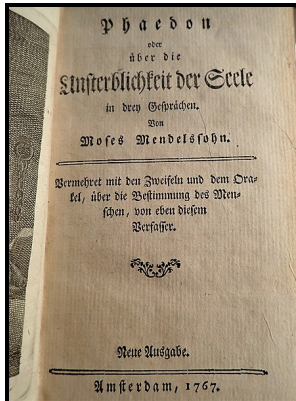 Phaedon
oder
über die
Unsterblichkeit der Seele
in drey Gesprächen.
Von
Moses Mendelssohn.
Vermehret mit den Zweifeln und dem Ora-
kel, über die Bestimmung des Men-
schen, von eben diesem
Verfasser.
Neue Ausgabe.
Amsterdam, 1767.